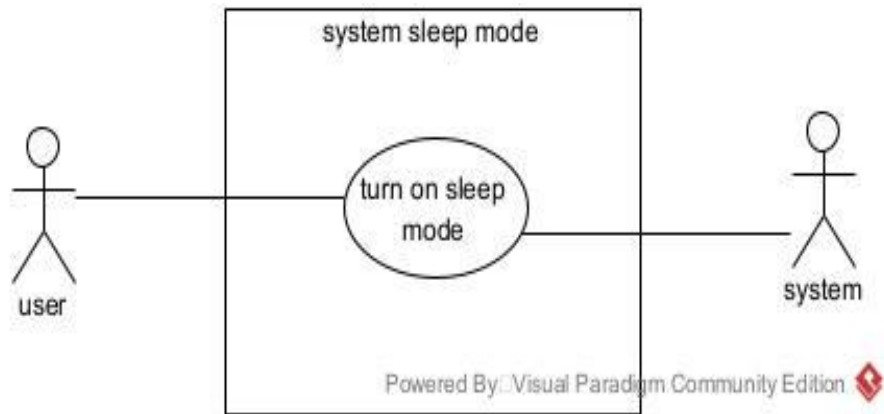 system sleep mode
turn on sleep
mode
user
system
Powered By Visual Paradigm Community Edition